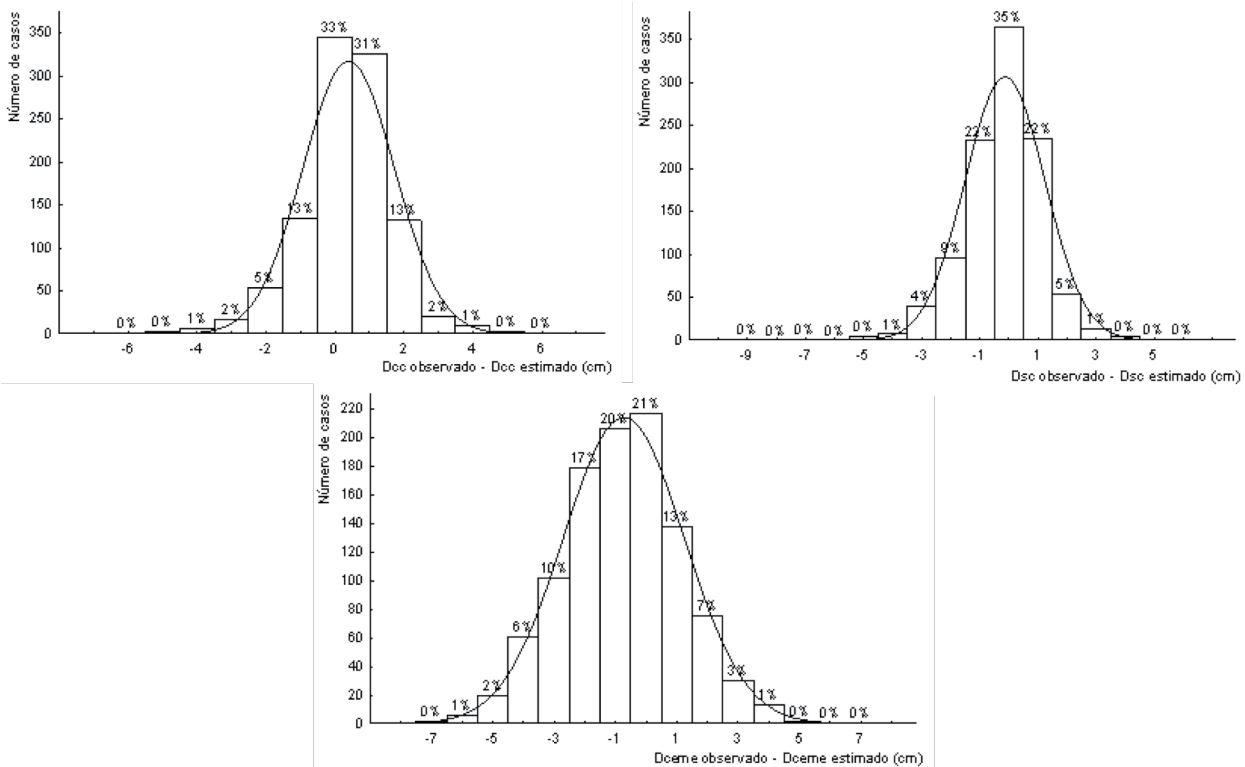 Número de casos
350
300
250
200
150
100
50
0
0% 0% 1% 2% 5% 13% 33% 31% 13% 2% 1% 0% 0%
-6 -4 -2 0 2 4 6
Dcc observado - Dcc estimado (cm)
Número de casos
350
300
250
200
150
100
50
0
0% 0% 0% 0% 0% 1% 4% 9% 22% 35% 22% 5% 1% 0% 0% 0%
-9 -7 -5 -3 -1 1 3 5
Dsc observado - Dsc estimado (cm)
Número de casos
220
200
180
160
140
120
100
80
60
40
20
0
0% 1% 2% 6% 10% 17% 20% 21% 13% 7% 3% 1% 0% 0% 0%
-7 -5 -3 -1 1 3 5 7
Dcerne observado - Dcerne estimado (cm)